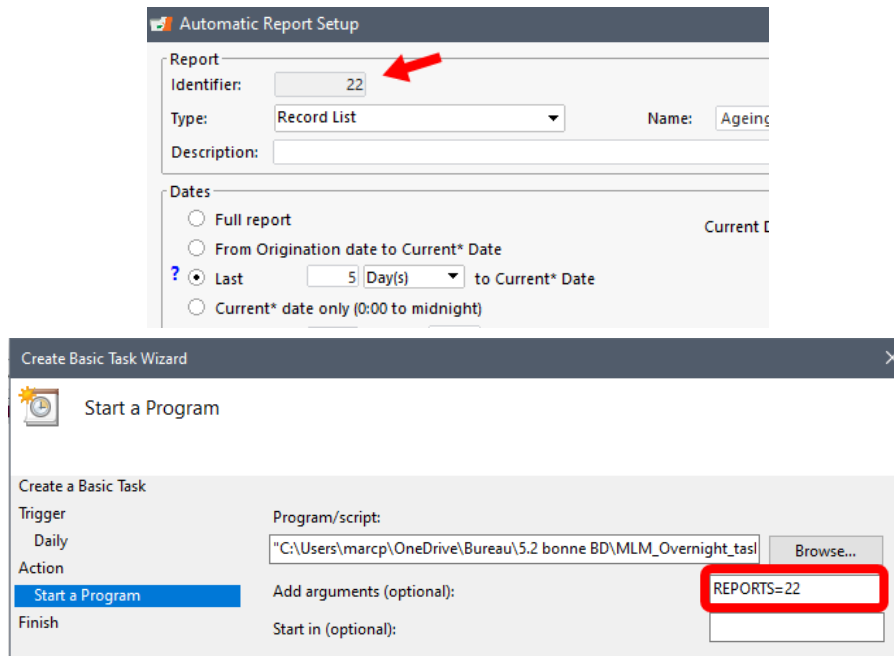 Automatic Report Setup
Report
Identifier: 22
Type: Record List Name: Ageing
Description:
Dates
Full report Current
From Origination date to Current* Date
? Last 5 Day(s) to Current* Date
Current* date only (0:00 to midnight)
Create Basic Task Wizard
Start a Program
Create a Basic Task
Trigger
Daily
Action
Start a Program
Finish
Program/script:
"C:\Users\marcp\OneDrive\Bureau\5.2 bonne BD\MLM_Overnight_tasl
Browse...
Add arguments (optional): REPORTS=22
Start in (optional):